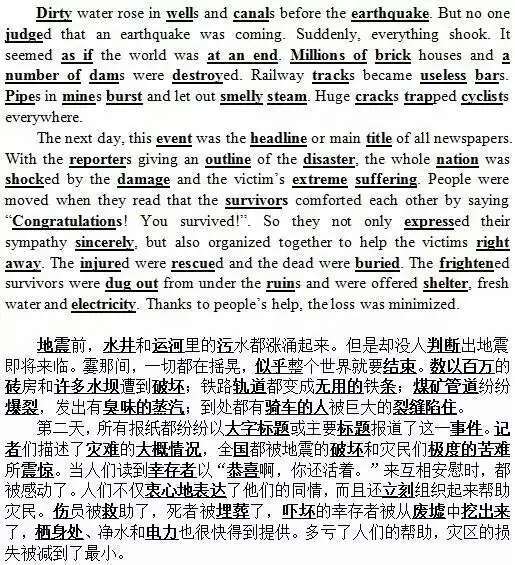 Dirty water rose in wells and canals before the earthquake. But no one
judged that an earthquake was coming. Suddenly, everything shook. It
seemed as if the world was at an end. Millions of brick houses and a
number of dams were destroyed. Railway tracks became useless bars.
Pipes in mines burst and let out smelly steam. Huge cracks trapped cyclists
everywhere.
The next day, this event was the headline or main title of all newspapers.
With the reporters giving an outline of the disaster, the whole nation was
shocked by the damage and the victim’s extreme suffering. People were
moved when they read that the survivors comforted each other by saying
“Congratulations! You survived!”. So they not only expressed their
sympathy sincerely, but also organized together to help the victims right
away. The injured were rescued and the dead were buried. The frightened
survivors were dug out from under the ruins and were offered shelter, fresh
water and electricity. Thanks to people’s help, the loss was minimized.
地震前，水井和运河里的污水都涨涌起来。但是却没人判断出地震
即将来临。霎那间，一切都在摇晃，似乎整个世界就要结束。数以百万的
砖房和许多水坝遭到破坏；铁路轨道都变成无用的铁条；煤矿管道纷纷
爆裂，发出有臭味的蒸汽；到处都有骑车的人被巨大的裂缝陷住。
第二天，所有报纸都纷纷以大字标题或主要标题报道了这一事件。记
者们描述了灾难的大概情况，全国都被地震的破坏和灾民们极度的苦难
所震惊。当人们读到幸存者以“恭喜啊，你还活着。”来互相安慰时，都
被感动了。人们不仅衷心地表达了他们的同情，而且还立刻组织起来帮助
灾民。伤员被救助了，死者被埋葬了，吓坏的幸存者被从废墟中挖出来
了，栖身处、净水和电力也很快得到提供。多亏了人们的帮助，灾区的损
失被减到了最小。